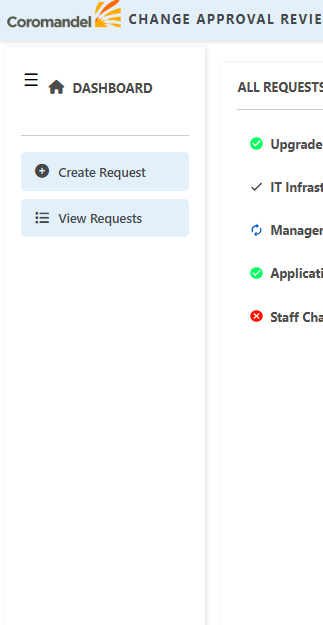 Coromandel CHANGE APPROVAL REVIE
DASHBOARD
Create Request
View Requests
ALL REQUESTS
Upgrade
IT Infrast
Manager
Applicati
Staff Cha